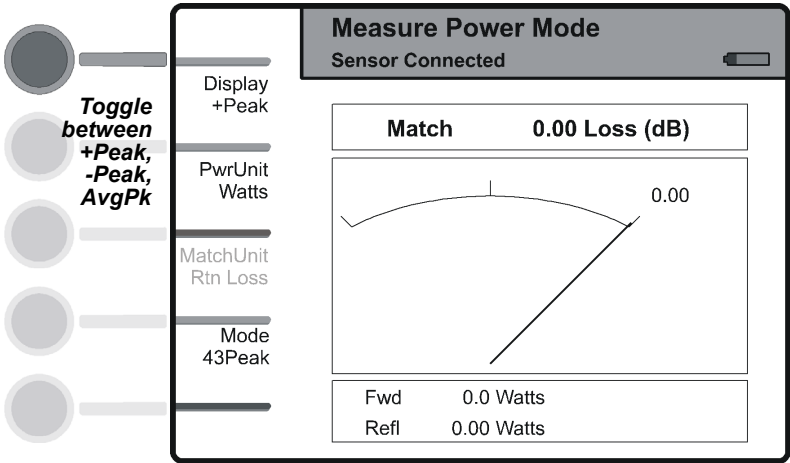 Measure Power Mode
Sensor Connected
Display
+Peak
Toggle
between
+Peak,
-Peak,
AvgPk
PwrUnit
Watts
MatchUnit
Rtn Loss
Mode
43Peak
Match 0.00 Loss (dB)
0.00
Fwd 0.0 Watts
Refl 0.00 Watts